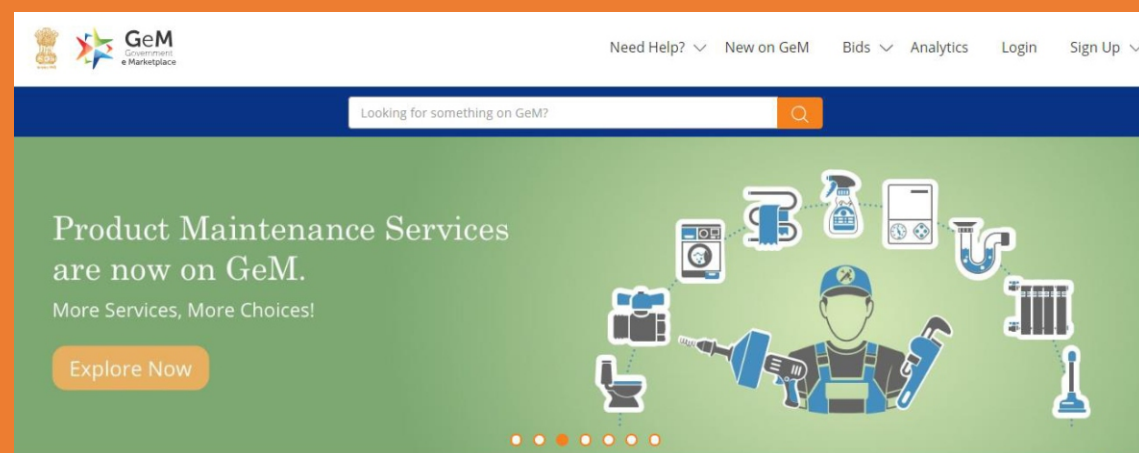 GeM
Government
e Marketplace
Need Help? New on GeM Bids Analytics Login Sign Up
Looking for something on GeM?
Product Maintenance Services
are now on GeM.
More Services, More Choices!
Explore Now